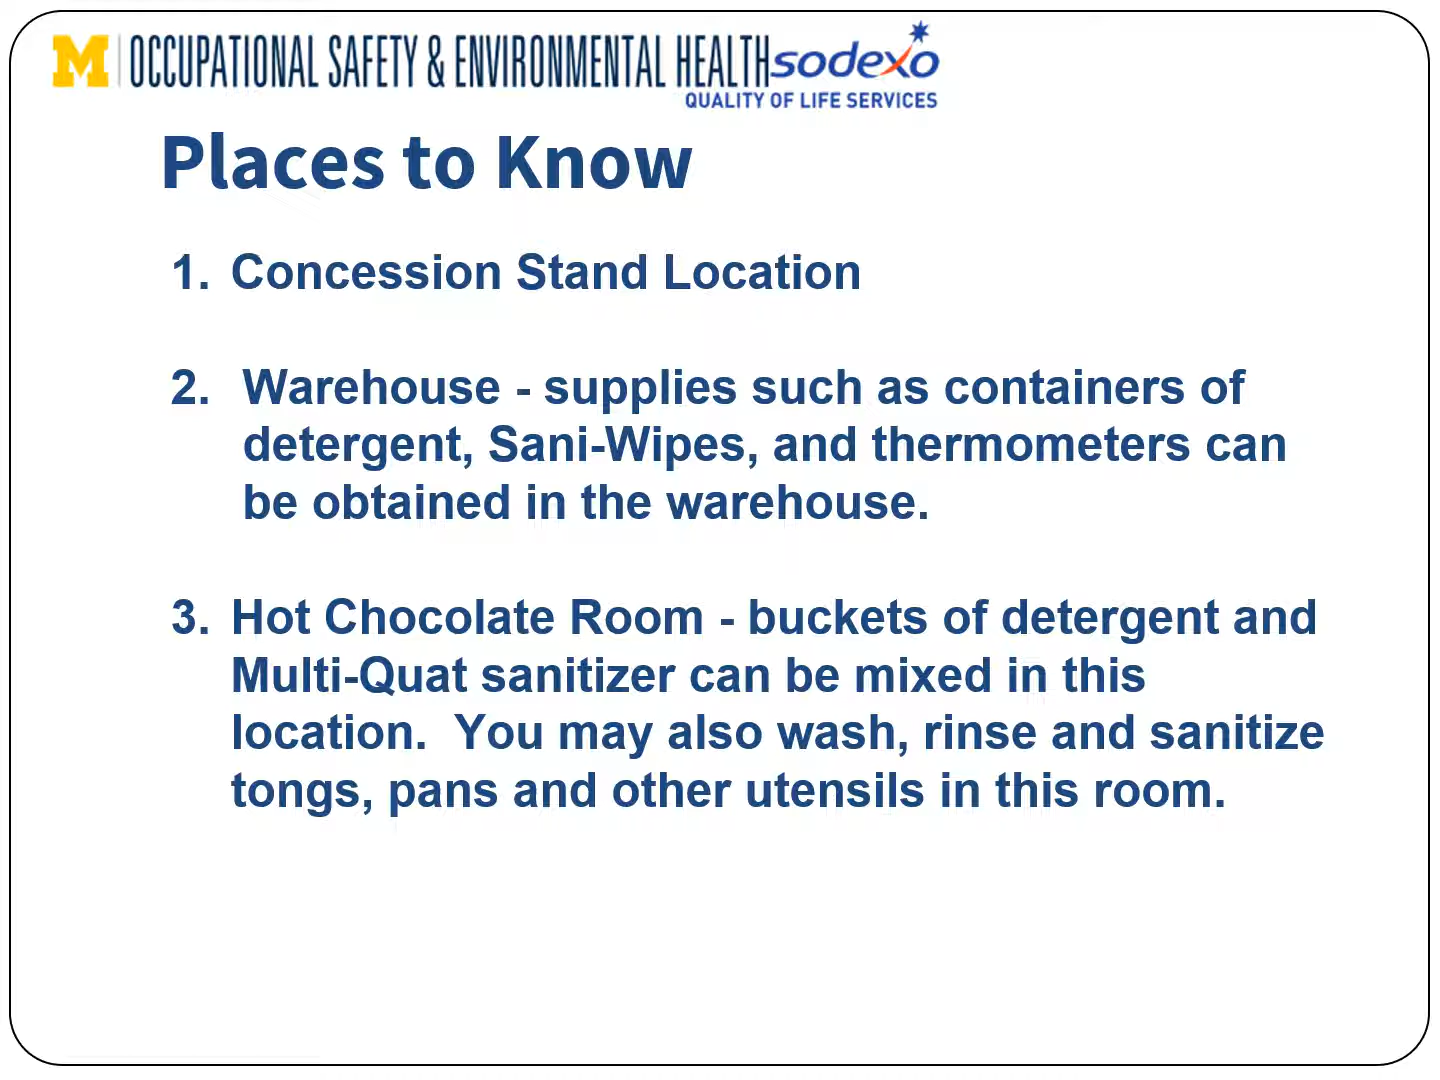 M | OCCUPATIONAL SAFETY & ENVIRONMENTAL HEALTH sodexo
QUALITY OF LIFE SERVICES
Places to Know
1. Concession Stand Location
2. Warehouse - supplies such as containers of
detergent, Sani-Wipes, and thermometers can
be obtained in the warehouse.
3. Hot Chocolate Room - buckets of detergent and
Multi-Quat sanitizer can be mixed in this
location.  You may also wash, rinse and sanitize
tongs, pans and other utensils in this room.